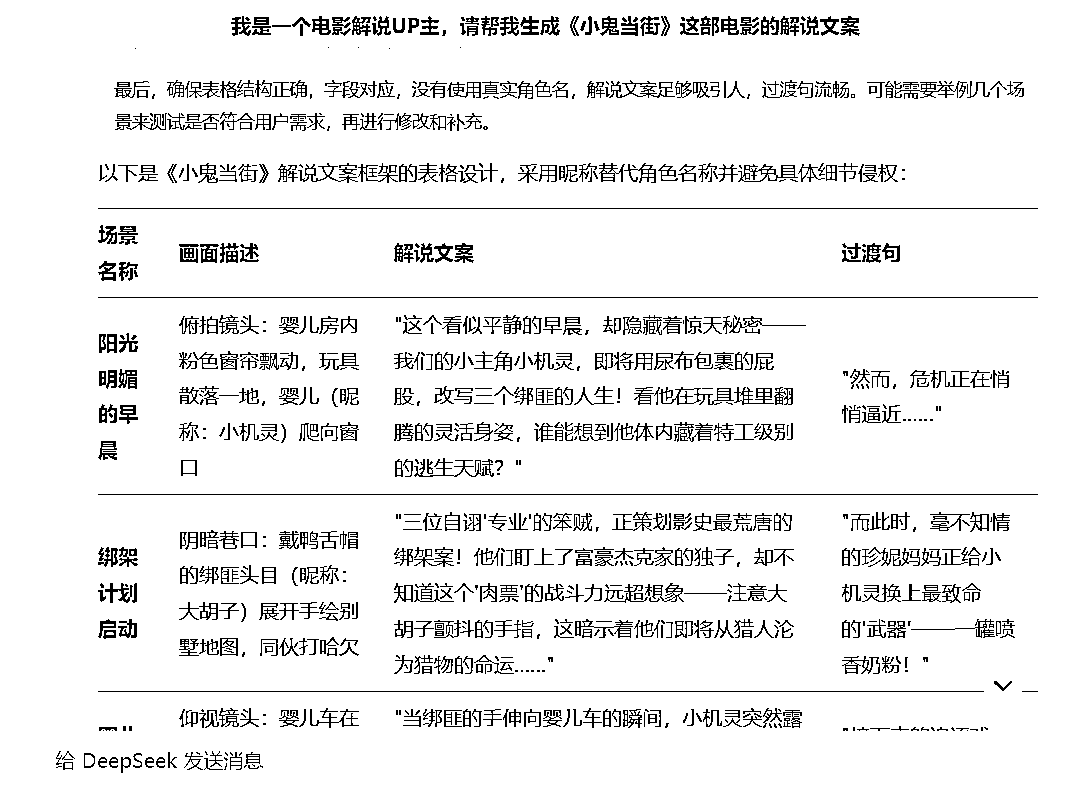 我是一个电影解说UP主，请帮我生成《小鬼当街》这部电影的解说文案
最后，确保表格结构正确，字段对应，没有使用真实角色名，解说文案足够吸引人，过渡句流畅。可能需要举例几个场
景来测试是否符合用户需求，再进行修改和补充。
以下是《小鬼当街》解说文案框架的表格设计，采用昵称替代角色名称并避免具体细节侵权：
场景
名称
画面描述
解说文案
过渡句
阳光
明媚
的早
晨
俯拍镜头：婴儿房内
粉色窗帘飘动，玩具
散落一地，婴儿（昵
称：小机灵）爬向窗
口
"这个看似平静的早晨，却隐藏着惊天秘密——
我们的小主角小机灵，即将用尿布包裹的屁
股，改写三个绑匪的人生！看他在玩具堆里翻
腾的灵活身姿，谁能想到他体内藏着特工级别
的逃生天赋？"
"然而，危机正在悄
悄逼近……"
绑架
计划
启动
阴暗巷口：戴鸭舌帽
的绑匪头目（昵称：
大胡子）展开手绘别
墅地图，同伙打哈欠
"三位自诩'专业'的笨贼，正策划影史最荒唐的
绑架案！他们盯上了富豪杰克家的独子，却不
知道这个'肉票'的战斗力远超想象——注意大
胡子颤抖的手指，这暗示着他们即将从猎人沦
为猎物的命运……"
"而此时，毫不知情
的珍妮妈妈正给小
机灵换上最致命
的'武器'——一罐喷
香奶粉！"
仰视镜头：婴儿车在
"当绑匪的手伸向婴儿车的瞬间，小机灵突然露
给 DeepSeek 发送消息